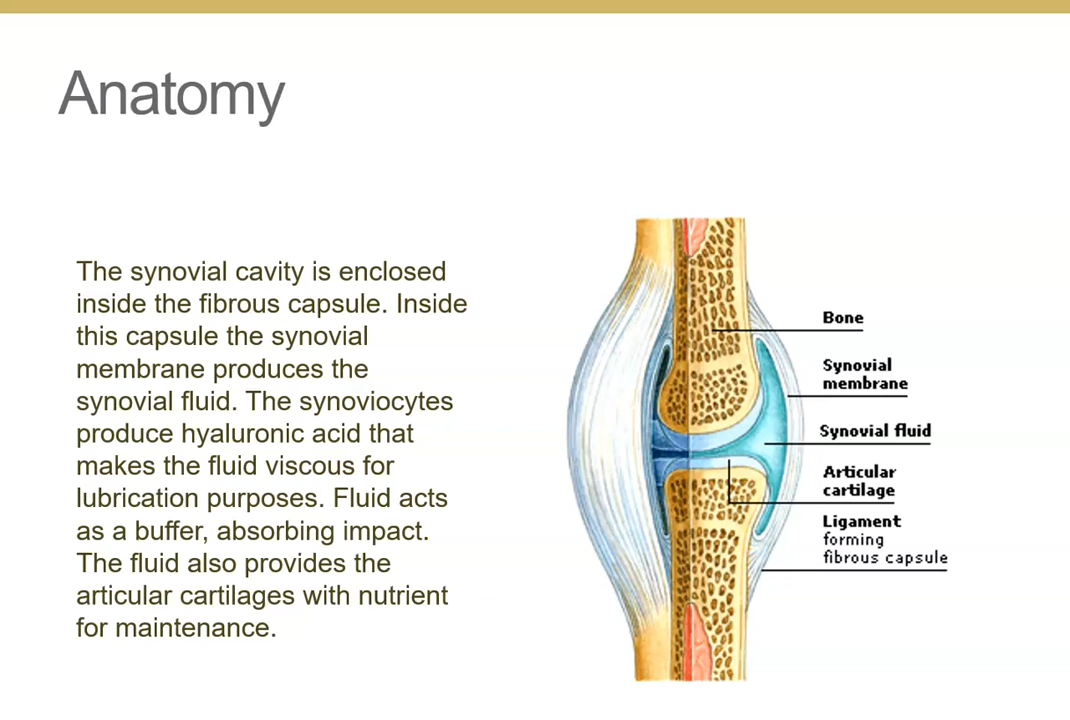 Anatomy
The synovial cavity is enclosed
inside the fibrous capsule. Inside
this capsule the synovial
membrane produces the
synovial fluid. The synoviocytes
produce hyaluronic acid that
makes the fluid viscous for
lubrication purposes. Fluid acts
as a buffer, absorbing impact.
The fluid also provides the
articular cartilages with nutrient
for maintenance.
Bone
Synovial
membrane
Synovial fluid
Articular
cartilage
Ligament
forming
fibrous capsule